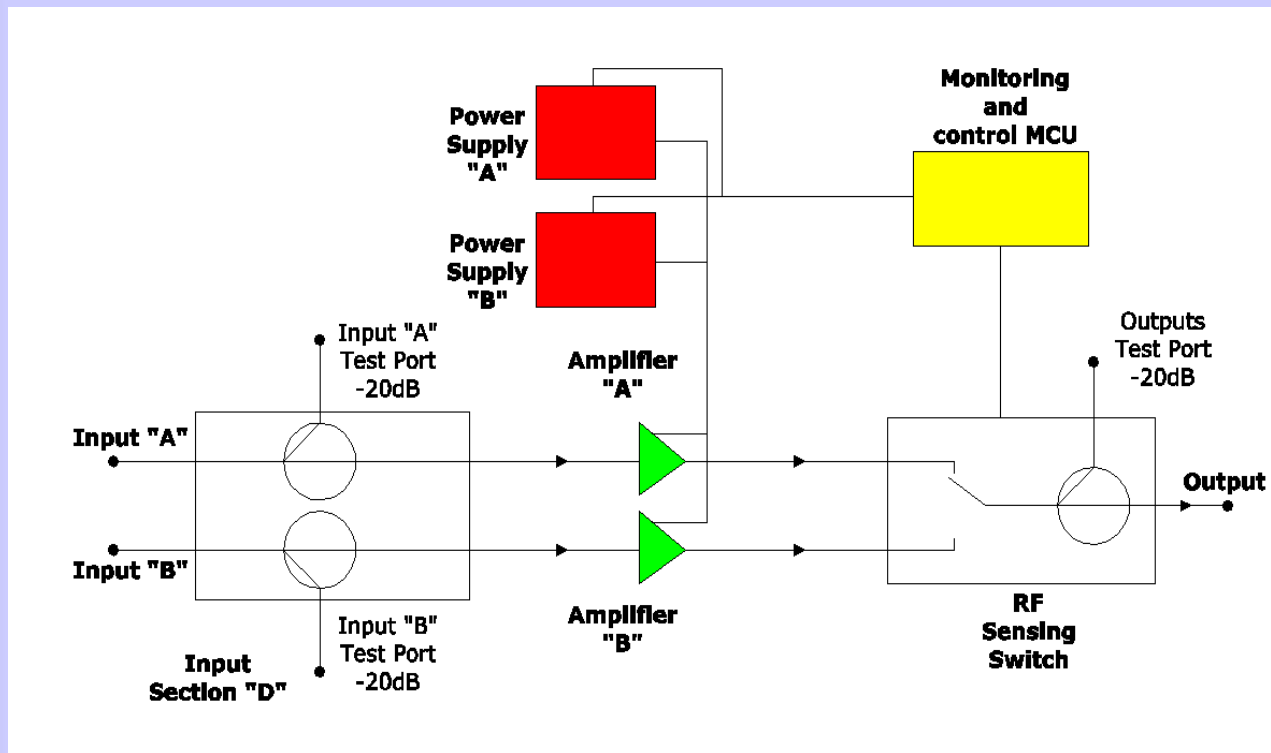 Monitoring
and
control MCU
Power
Supply
"A"
Power
Supply
"B"
Input "A"
Test Port
-20dB
Amplifier
"A"
Outputs
Test Port
-20dB
Input "A"
Output
Input "B"
Input "B"
Test Port
-20dB
Amplifier
"B"
RF
Sensing
Switch
Input
Section "D"